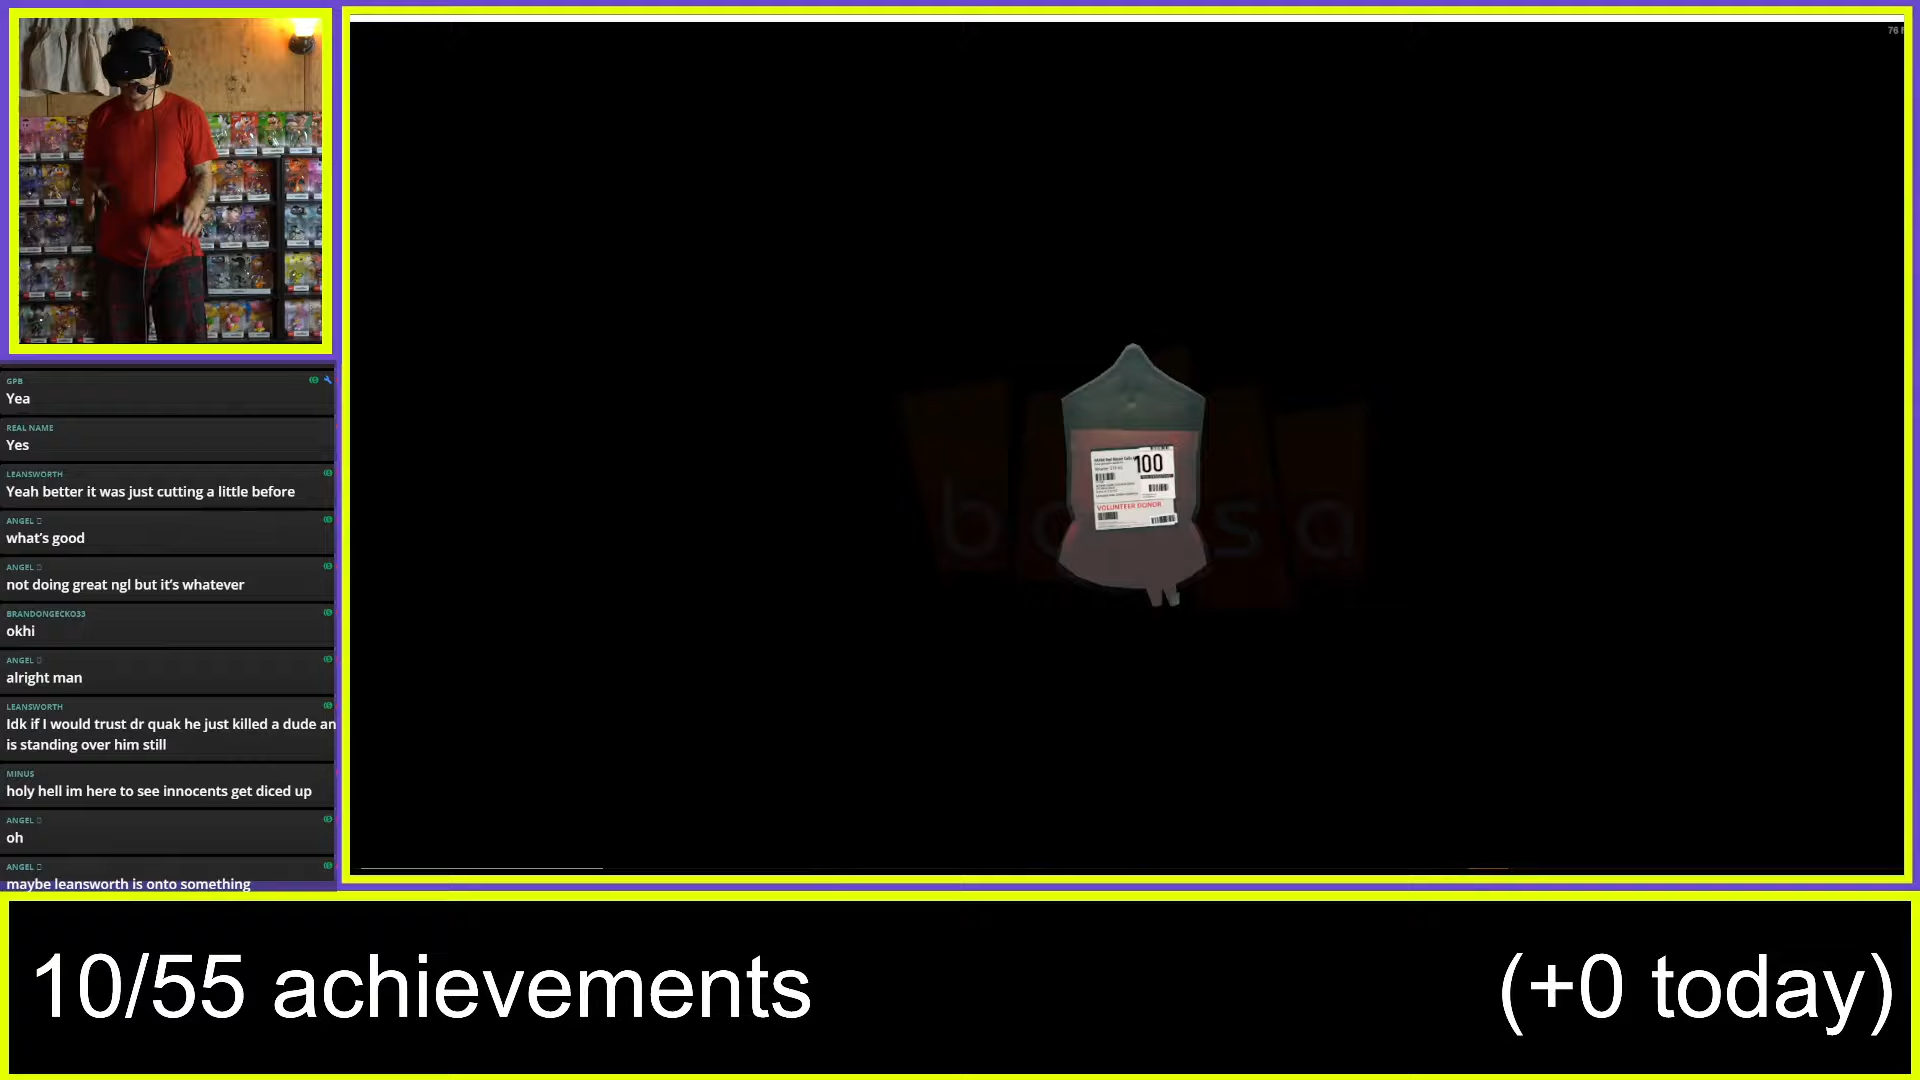 76
GPB
Yea
REAL NAME
Yes
LEANSWORTH
Yeah better it was just cutting a little before
ANGEL
what's good
ANGEL
not doing great ngl but it's whatever
BRANDONGECKO33
okhi
ANGEL
alright man
LEANSWORTH
Idk if I would trust dr quak he just killed a dude an
is standing over him still
MINUS
holy hell im here to see innocents get diced up
ANGEL
oh
ANGEL
maybe leansworth is onto something
100
VOLUNTEER DONOR
10/55 achievements
(+0 today)